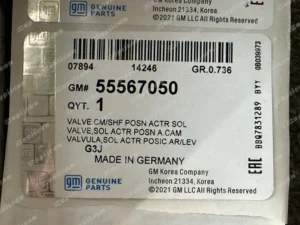 gm GENUINE PARTS
GM Korea Company
Incheon 21334, Korea
©2021 GM LLC All Rights Reserved
07894 14246 GR.0.736
GM# 55567050
QTY. 1
VALVE CM/SHF POSN ACTR SOL
VALVE,SOL ACTR POSN A.CAM
VALVULA,SOL ACTR POSIC AR/LEV
G3J
MADE IN GERMANY
gm GENUINE PARTS
GM Korea Company
Incheon 21334, Korea
©2021 GM LLC All Rights Reserved
0B039973
BYY
BBQ7831289
EAC